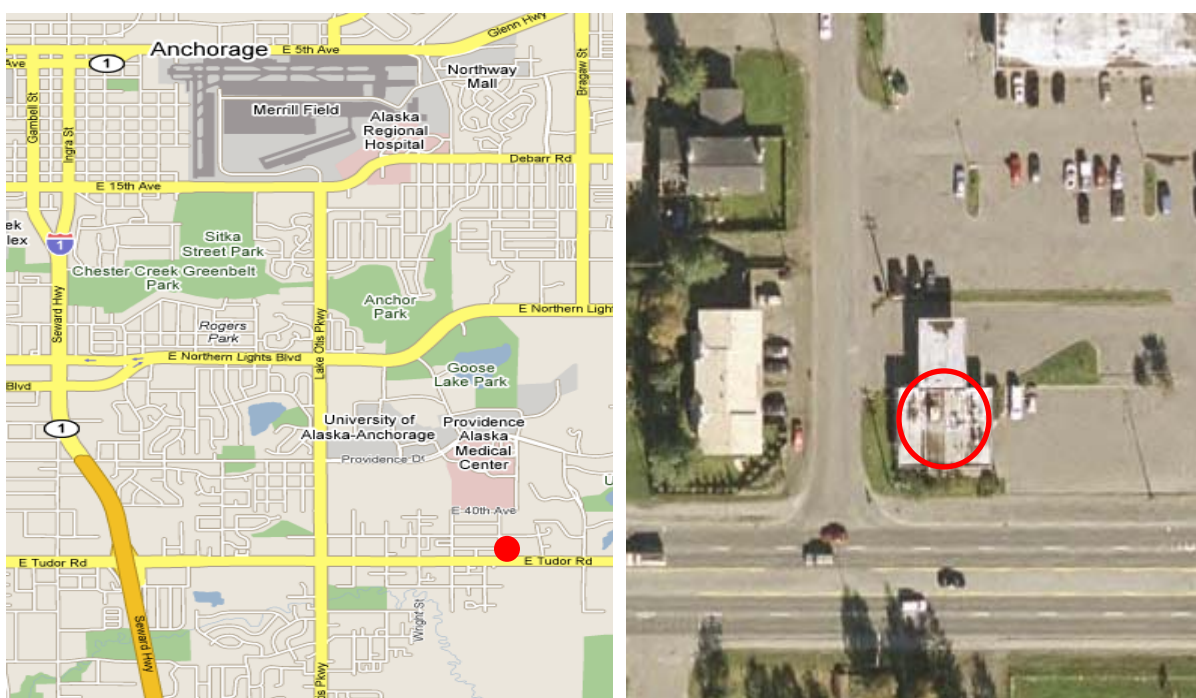 Anchorage
E 5th Ave
Glenn Hwy
Ave
1
Gambell St
Ingra St
Merrill Field
Northway
Mall
Bragaw St
Alaska
Regional
Hospital
Debarr Rd
E 15th Ave
ek
lex
1
Sitka
Street Park
Chester Creek Greenbelt
Park
Seward Hwy
Lake Otis Pkwy
Anchor
Park
E Northern Ligh
Rogers
Park
E Northern Lights Blvd
Blvd
Goose
Lake Park
1
University of
Alaska-Anchorage
Providence Dr
Providence
Alaska
Medical
Center
U
E 40th Ave
E Tudor Rd
E Tudor Rd
Wright St
Seward Hwy
Lake Otis Pkwy